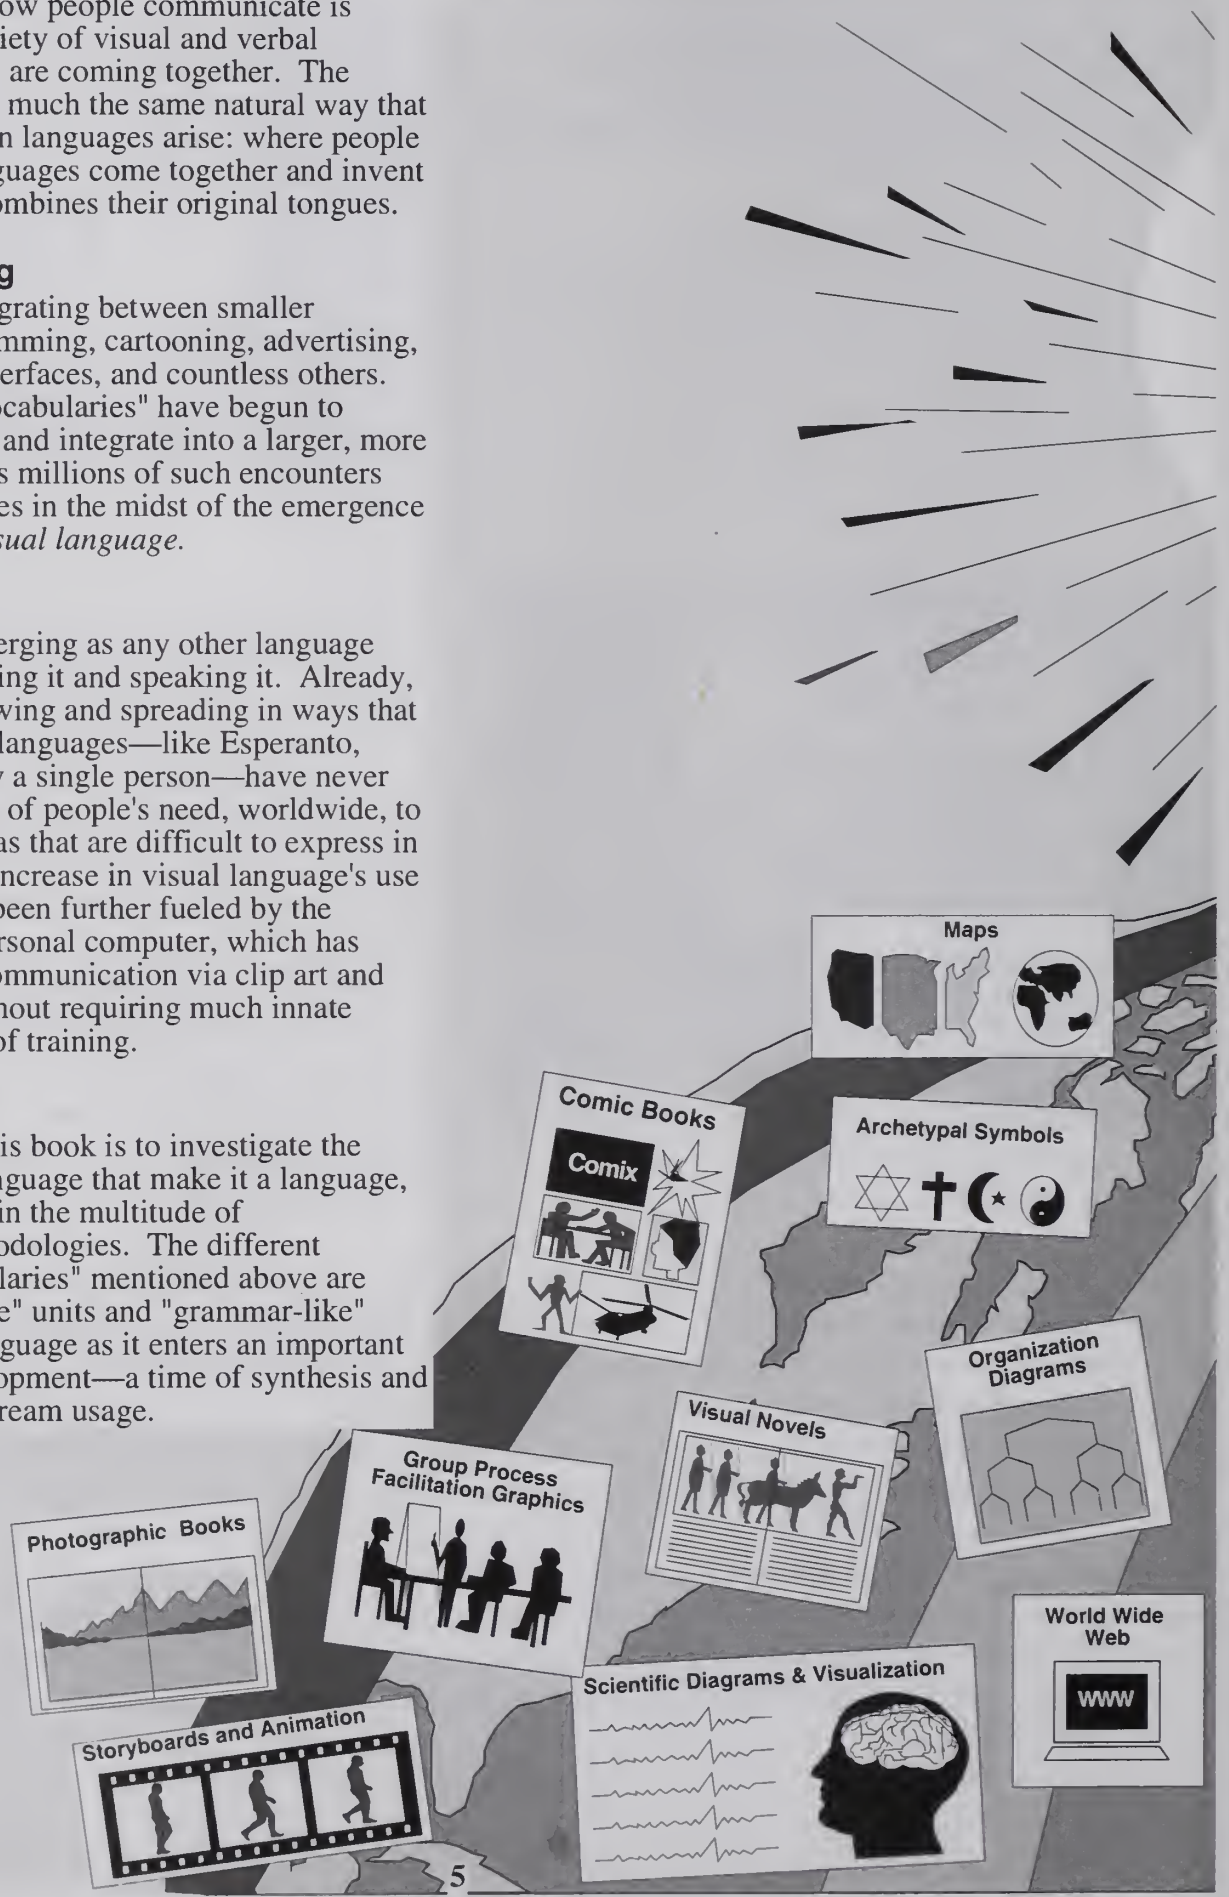 ow people communicate is
iety of visual and verbal
are coming together. The
much the same natural way that
n languages arise: where people
guages come together and invent
ombines their original tongues.
g
grating between smaller
mming, cartooning, advertising,
erfaces, and countless others.
ocabularies" have begun to
and integrate into a larger, more
s millions of such encounters
es in the midst of the emergence
sual language.
erging as any other language
ing it and speaking it. Already,
wing and spreading in ways that
languages—like Esperanto,
y a single person—have never
of people's need, worldwide, to
as that are difficult to express in
increase in visual language's use
been further fueled by the
rsonal computer, which has
ommunication via clip art and
hout requiring much innate
of training.
is book is to investigate the
nguage that make it a language,
in the multitude of
odologies. The different
laries" mentioned above are
e" units and "grammar-like"
guage as it enters an important
opment—a time of synthesis and
ream usage.
Maps
Comic Books
Comix
Archetypal Symbols
Organization
Diagrams
Visual Novels
Group Process
Facilitation Graphics
Photographic Books
World Wide
Web
WWW
Scientific Diagrams & Visualization
Storyboards and Animation
5